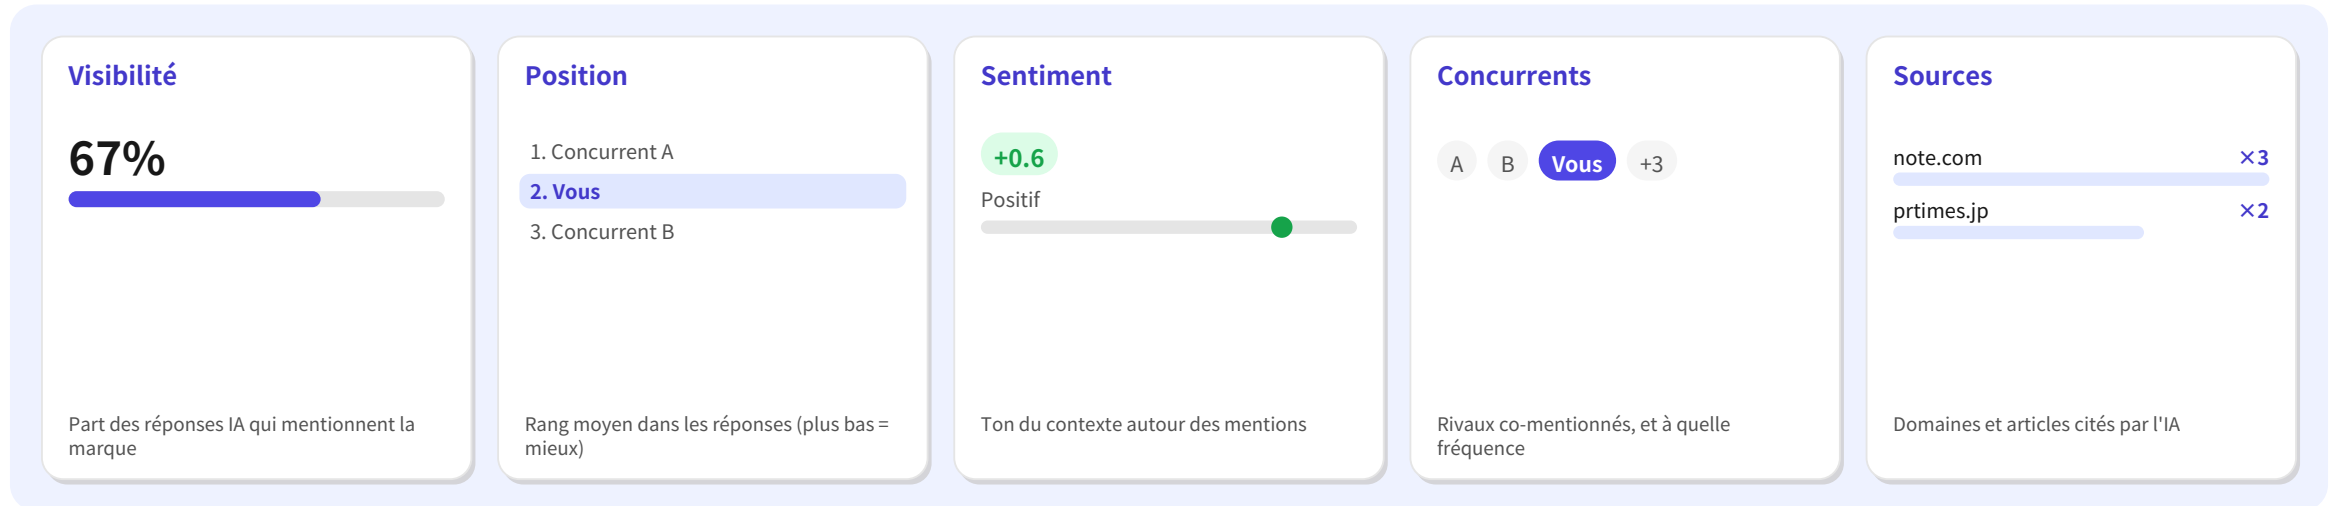 Visibilité
67%
Part des réponses IA qui mentionnent la
marque
Position
1. Concurrent A
2. Vous
3. Concurrent B
Rang moyen dans les réponses (plus bas =
mieux)
Sentiment
+0.6
Positif
Ton du contexte autour des mentions
Concurrents
A B Vous +3
Rivaux co-mentionnés, et à quelle
fréquence
Sources
note.com ×3
prtimes.jp ×2
Domaines et articles cités par l'IA